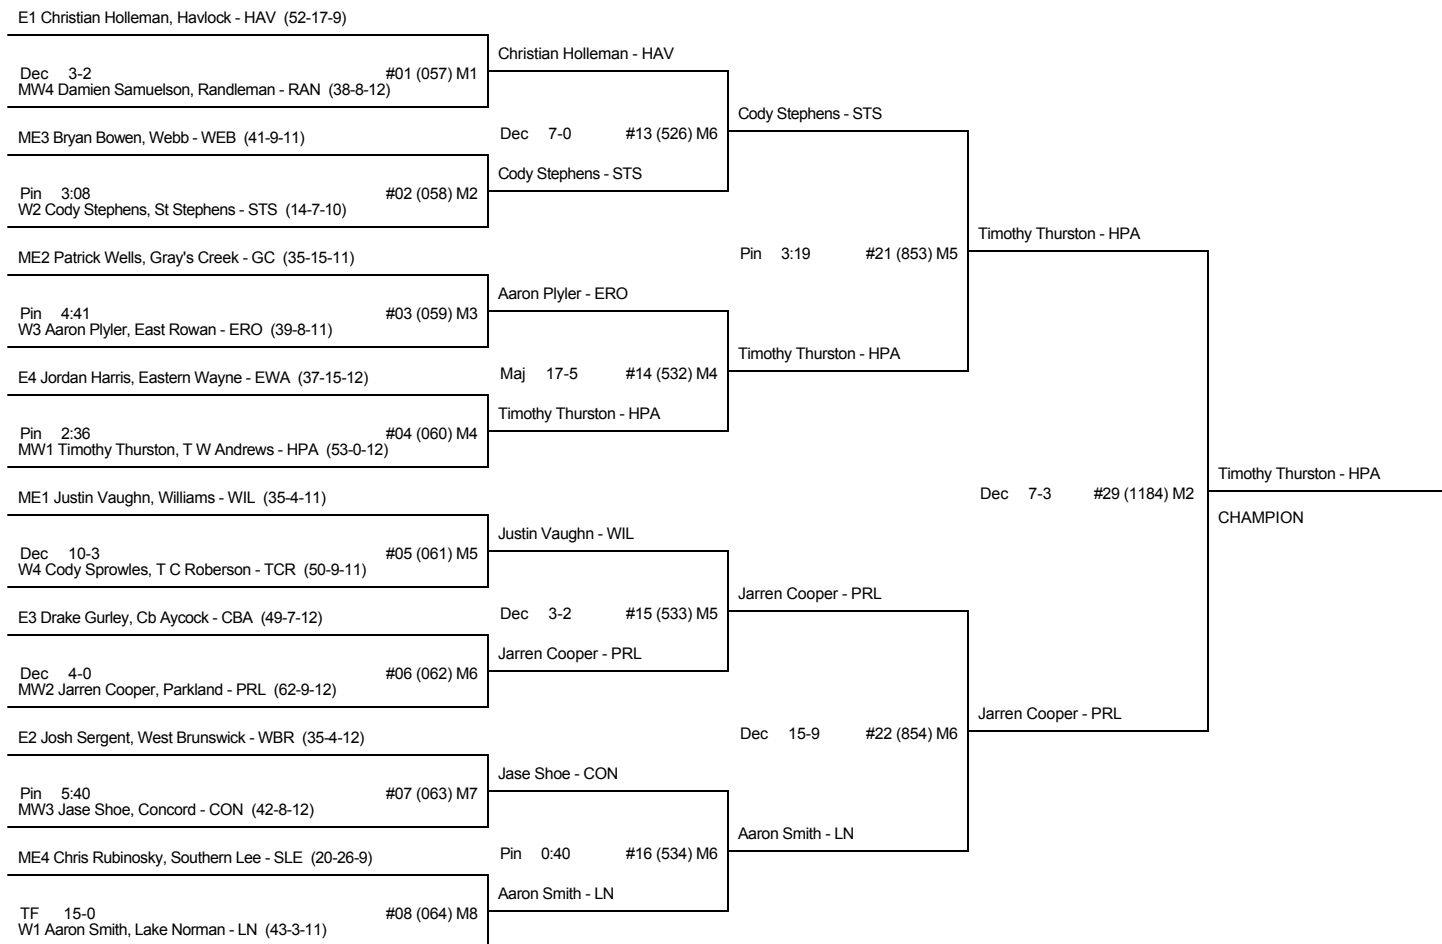 E1 Christian Holleman, Havlock - HAV (52-17-9)
Christian Holleman - HAV
Dec 3-2 #01 (057) M1
MW4 Damien Samuelson, Randleman - RAN (38-8-12)
Cody Stephens - STS
ME3 Bryan Bowen, Webb - WEB (41-9-11)
Dec 7-0 #13 (526) M6
Cody Stephens - STS
Pin 3:08 #02 (058) M2
W2 Cody Stephens, St Stephens - STS (14-7-10)
Timothy Thurston - HPA
ME2 Patrick Wells, Gray's Creek - GC (35-15-11)
Pin 3:19 #21 (853) M5
Aaron Plyler - ERO
Pin 4:41 #03 (059) M3
W3 Aaron Plyler, East Rowan - ERO (39-8-11)
Timothy Thurston - HPA
E4 Jordan Harris, Eastern Wayne - EWA (37-15-12)
Maj 17-5 #14 (532) M4
Timothy Thurston - HPA
Pin 2:36 #04 (060) M4
MW1 Timothy Thurston, T W Andrews - HPA (53-0-12)
Timothy Thurston - HPA
ME1 Justin Vaughn, Williams - WIL (35-4-11)
Dec 7-3 #29 (1184) M2
CHAMPION
Justin Vaughn - WIL
Dec 10-3 #05 (061) M5
W4 Cody Sprowles, T C Roberson - TCR (50-9-11)
Jarren Cooper - PRL
E3 Drake Gurley, Cb Aycock - CBA (49-7-12)
Dec 3-2 #15 (533) M5
Jarren Cooper - PRL
Dec 4-0 #06 (062) M6
MW2 Jarren Cooper, Parkland - PRL (62-9-12)
Jarren Cooper - PRL
E2 Josh Sergent, West Brunswick - WBR (35-4-12)
Dec 15-9 #22 (854) M6
Jase Shoe - CON
Pin 5:40 #07 (063) M7
MW3 Jase Shoe, Concord - CON (42-8-12)
Aaron Smith - LN
ME4 Chris Rubinosky, Southern Lee - SLE (20-26-9)
Pin 0:40 #16 (534) M6
Aaron Smith - LN
TF 15-0 #08 (064) M8
W1 Aaron Smith, Lake Norman - LN (43-3-11)